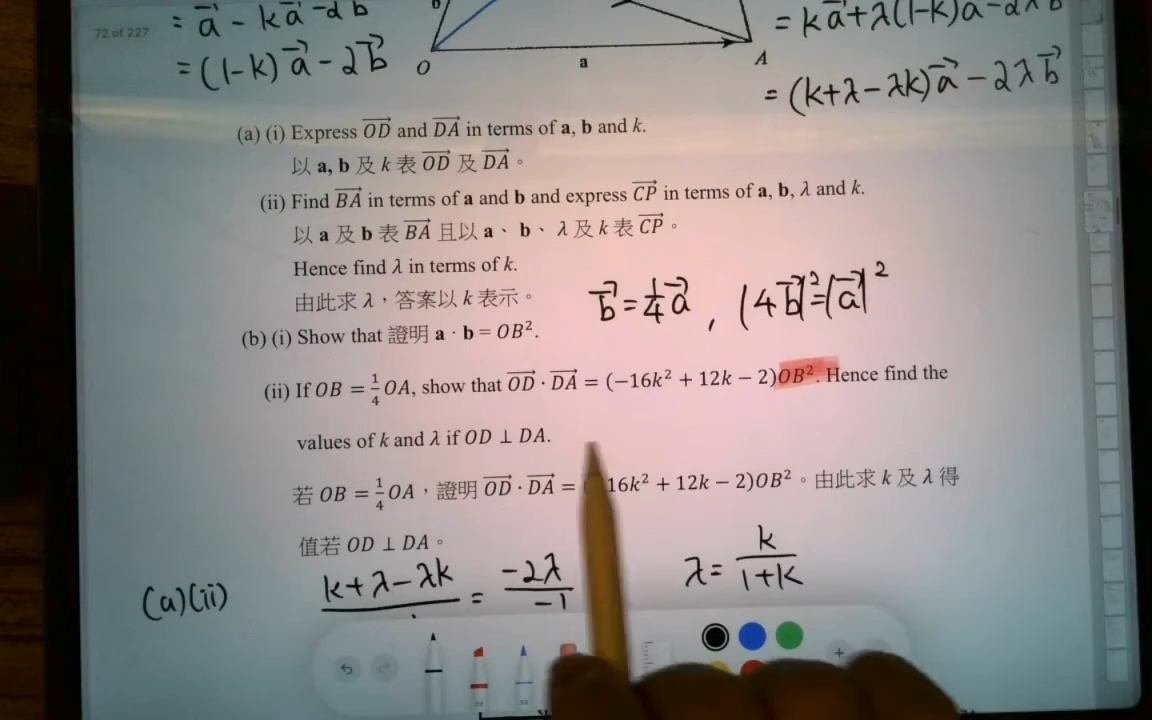 72 of 227
= a⃗ - ka⃗ - 2b⃗
= (1-k)a⃗ - 2b⃗
O
a
A
= ka⃗ + λ(1-k)a⃗ - 2λb⃗
= (k+λ-λk)a⃗ - 2λb⃗
(a) (i) Express OD⃗ and DA⃗ in terms of a, b and k.
以 a, b 及 k 表 OD⃗ 及 DA⃗。
(ii) Find BA⃗ in terms of a and b and express CP⃗ in terms of a, b, λ and k.
以 a 及 b 表 BA⃗ 且以 a、 b、 λ 及 k 表 CP⃗。
Hence find λ in terms of k.
由此求 λ，答案以 k 表示。
b⃗ = 1/4 a⃗ , |4b⃗|² = |a⃗|²
(b) (i) Show that 證明 a · b = OB².
(ii) If OB = 1/4 OA, show that OD⃗ · DA⃗ = (−16k² + 12k − 2)OB². Hence find the
values of k and λ if OD ⊥ DA.
若 OB = 1/4 OA，證明 OD⃗ · DA⃗ = 16k² + 12k − 2)OB²。由此求 k 及 λ 得
值若 OD ⊥ DA。
(a)(ii) k+λ-λk = -2λ/-1 λ = k/1+k